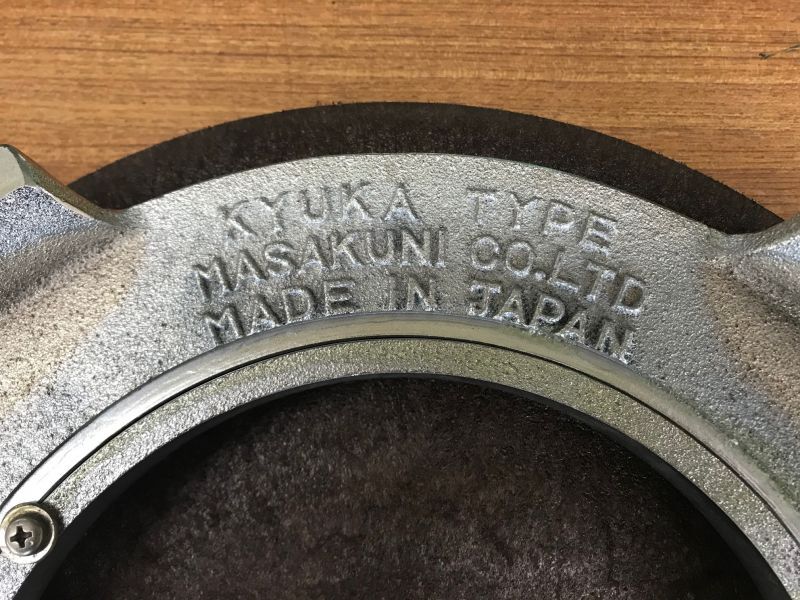 KYUKA TYPE
MASAKUNI CO.LTD
MADE IN JAPAN